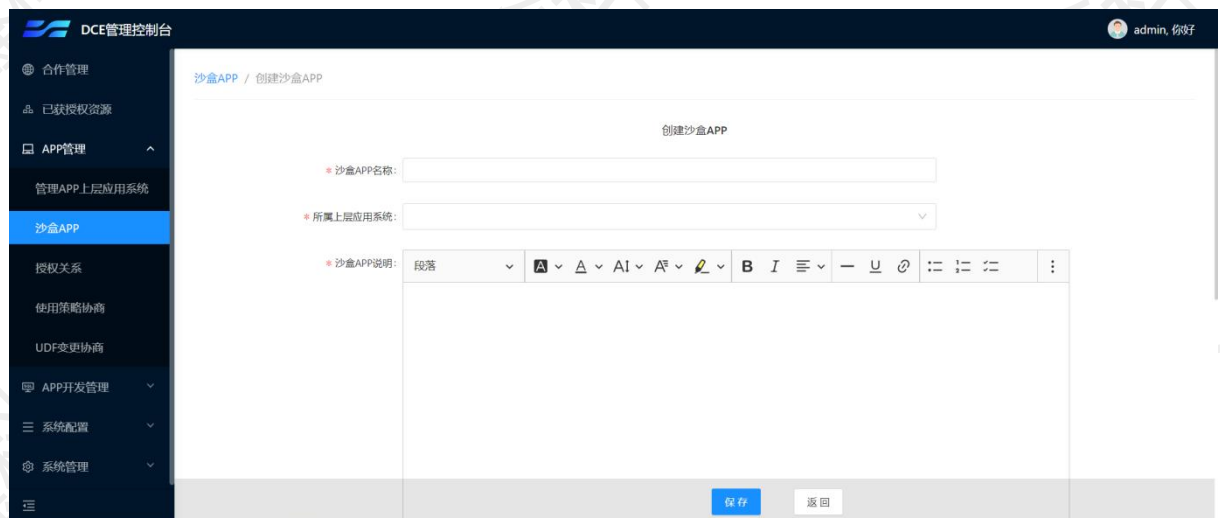 DCE管理控制台
admin, 你好
合作管理
已获授权资源
APP管理
管理APP上层应用系统
沙盒APP
授权关系
使用策略协商
UDF变更协商
APP开发管理
系统配置
系统管理
沙盒APP / 创建沙盒APP
创建沙盒APP
* 沙盒APP名称:
* 所属上层应用系统:
* 沙盒APP说明:
段落
保存
返回